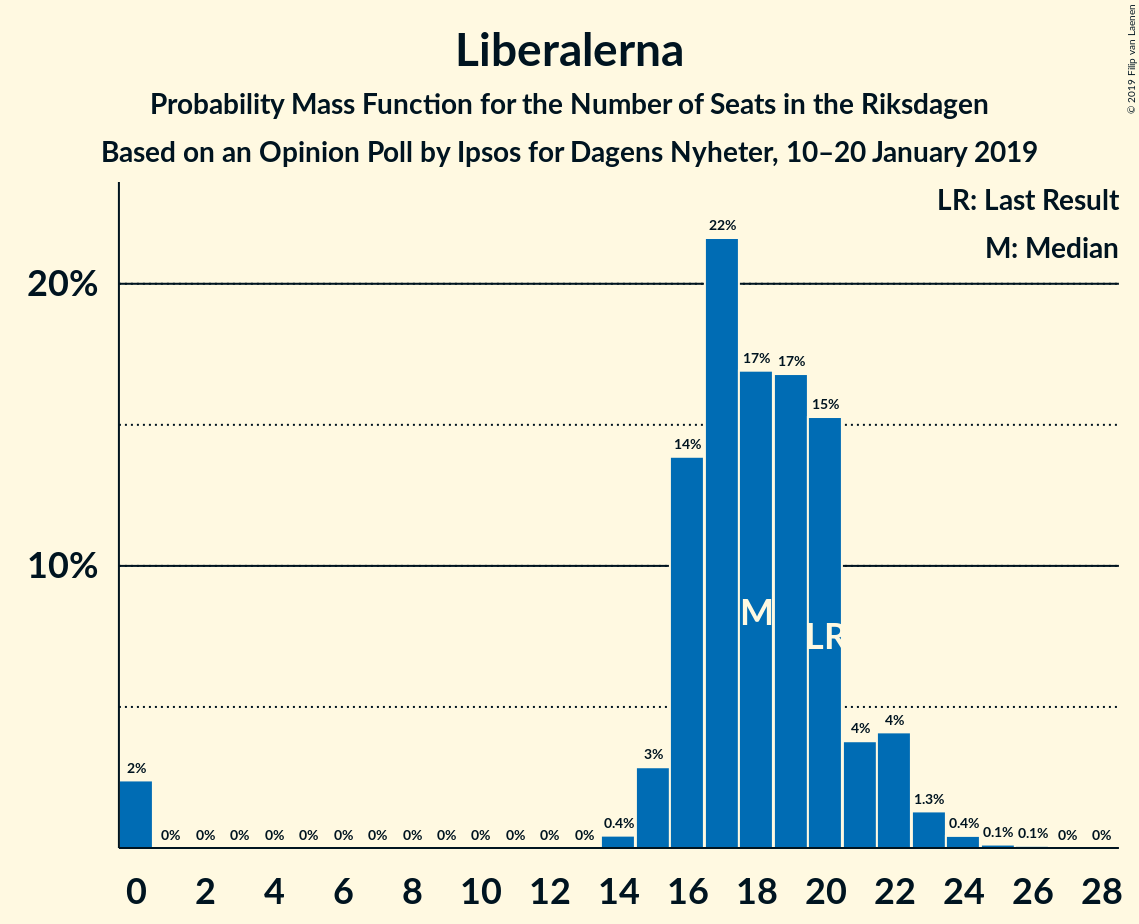 Liberalerna
Probability Mass Function for the Number of Seats in the Riksdagen
Based on an Opinion Poll by Ipsos for Dagens Nyheter, 10–20 January 2019
© 2019 Filip van Laenen
LR: Last Result
M: Median
20%
10%
2% 0% 0% 0% 0% 0% 0% 0% 0% 0% 0% 0% 0% 0% 0.4% 3% 14% 22% 17% 17% 15% 4% 4% 1.3% 0.4% 0.1% 0.1% 0% 0%
M
LR
0 2 4 6 8 10 12 14 16 18 20 22 24 26 28